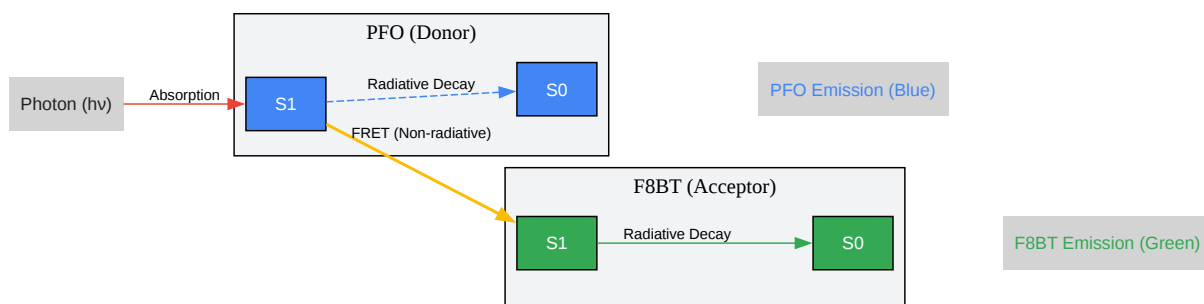 PFO (Donor)
Photon (hν)
Absorption
S1
Radiative Decay
S0
PFO Emission (Blue)
FRET (Non-radiative)
F8BT (Acceptor)
S1
Radiative Decay
S0
F8BT Emission (Green)